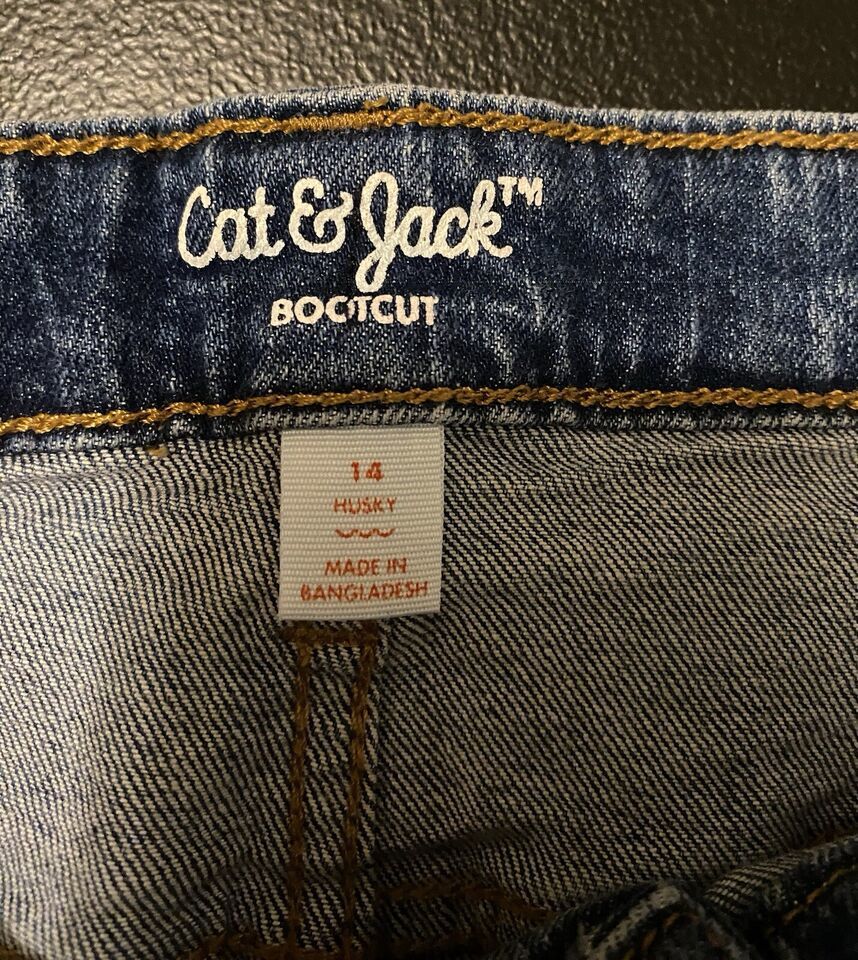 Cat & Jack™
BOOTCUT
14
HUSKY
MADE IN
BANGLADESH